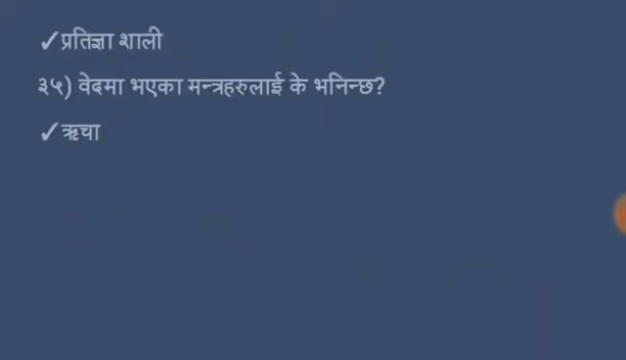 ✓प्रतिज्ञा शाली
३५) वेदमा भएका मन्त्रहरुलाई के भनिन्छ?
✓ऋचा